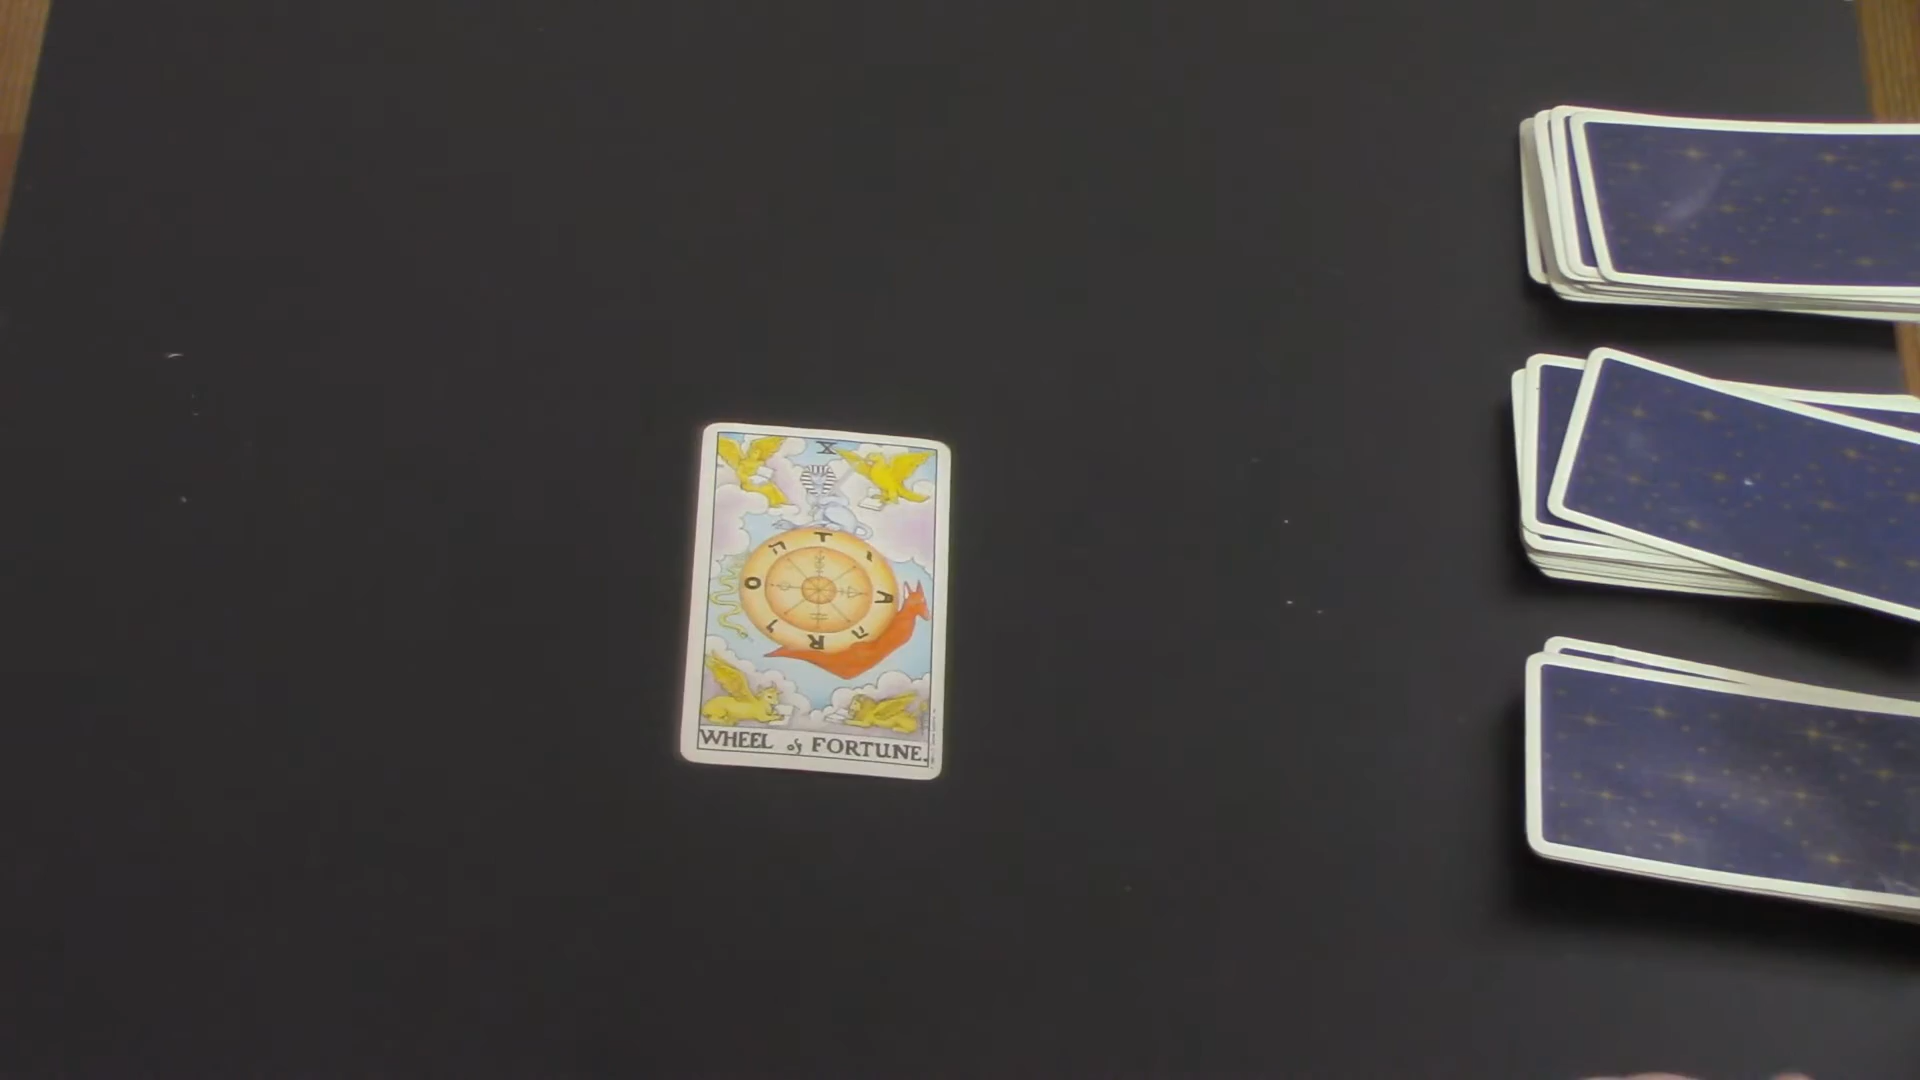 X
T
ה
י
O
A
ו
ה
R
WHEEL of FORTUNE.